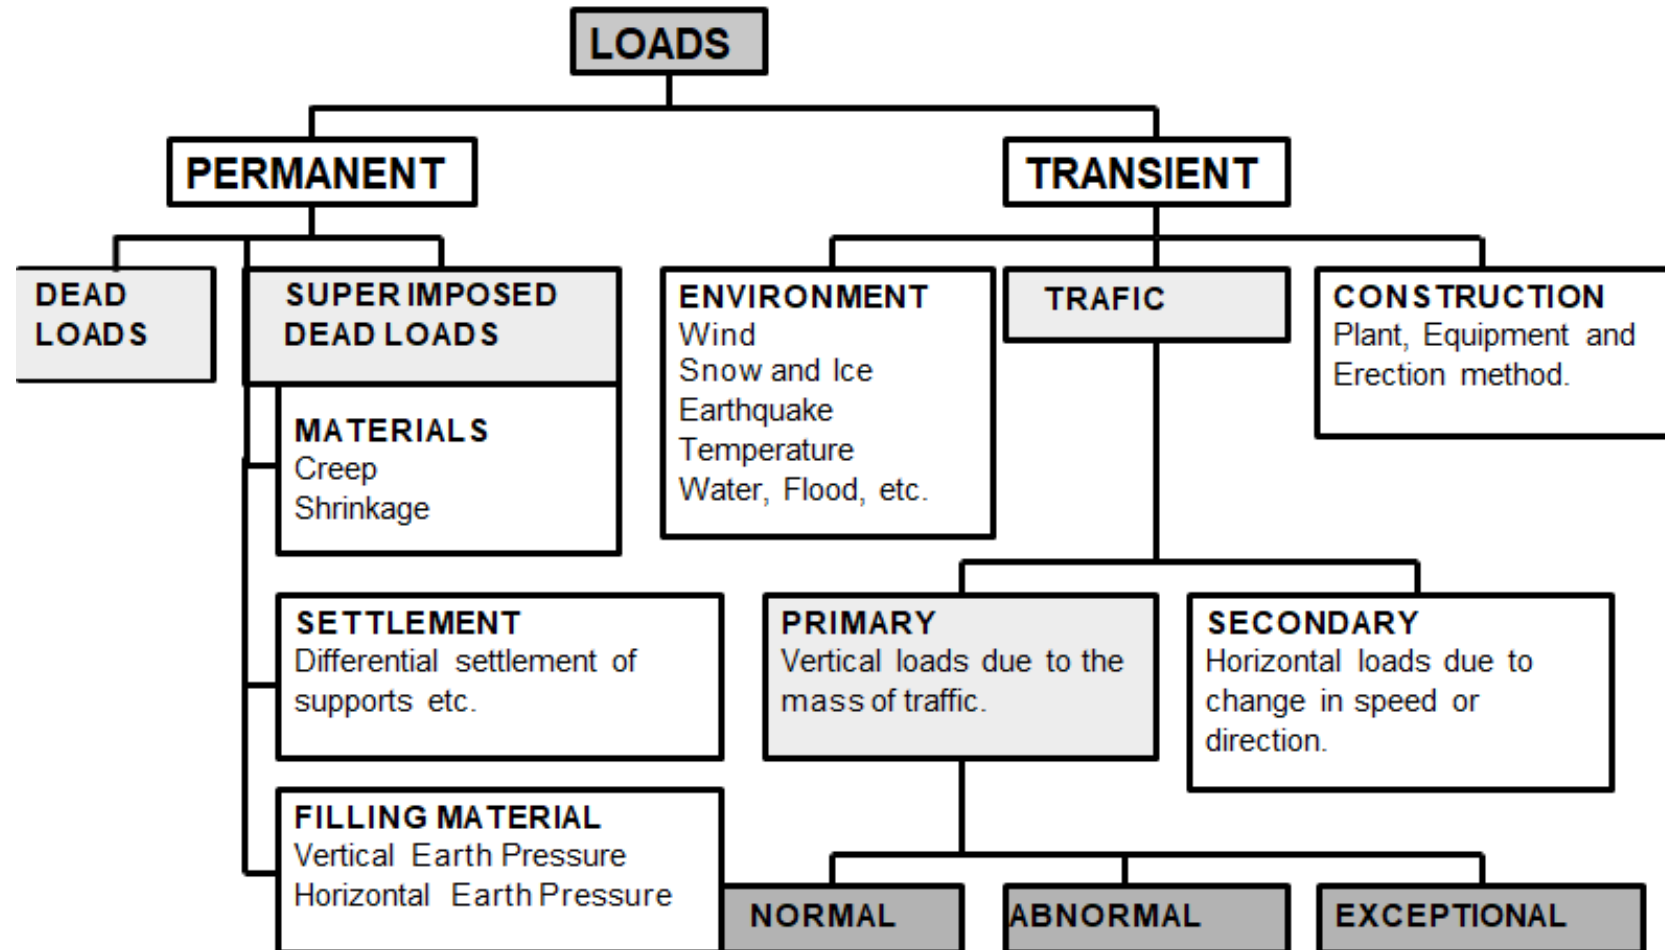 LOADS
PERMANENT
TRANSIENT
DEAD
LOADS
SUPERIMPOSED
DEAD LOADS
MATERIALS
Creep
Shrinkage
SETTLEMENT
Differential settlement of
supports etc.
FILLING MATERIAL
Vertical Earth Pressure
Horizontal Earth Pressure
ENVIRONMENT
Wind
Snow and Ice
Earthquake
Temperature
Water, Flood, etc.
TRAFIC
CONSTRUCTION
Plant, Equipment and
Erection method.
PRIMARY
Vertical loads due to the
mass of traffic.
SECONDARY
Horizontal loads due to
change in speed or
direction.
NORMAL
ABNORMAL
EXCEPTIONAL